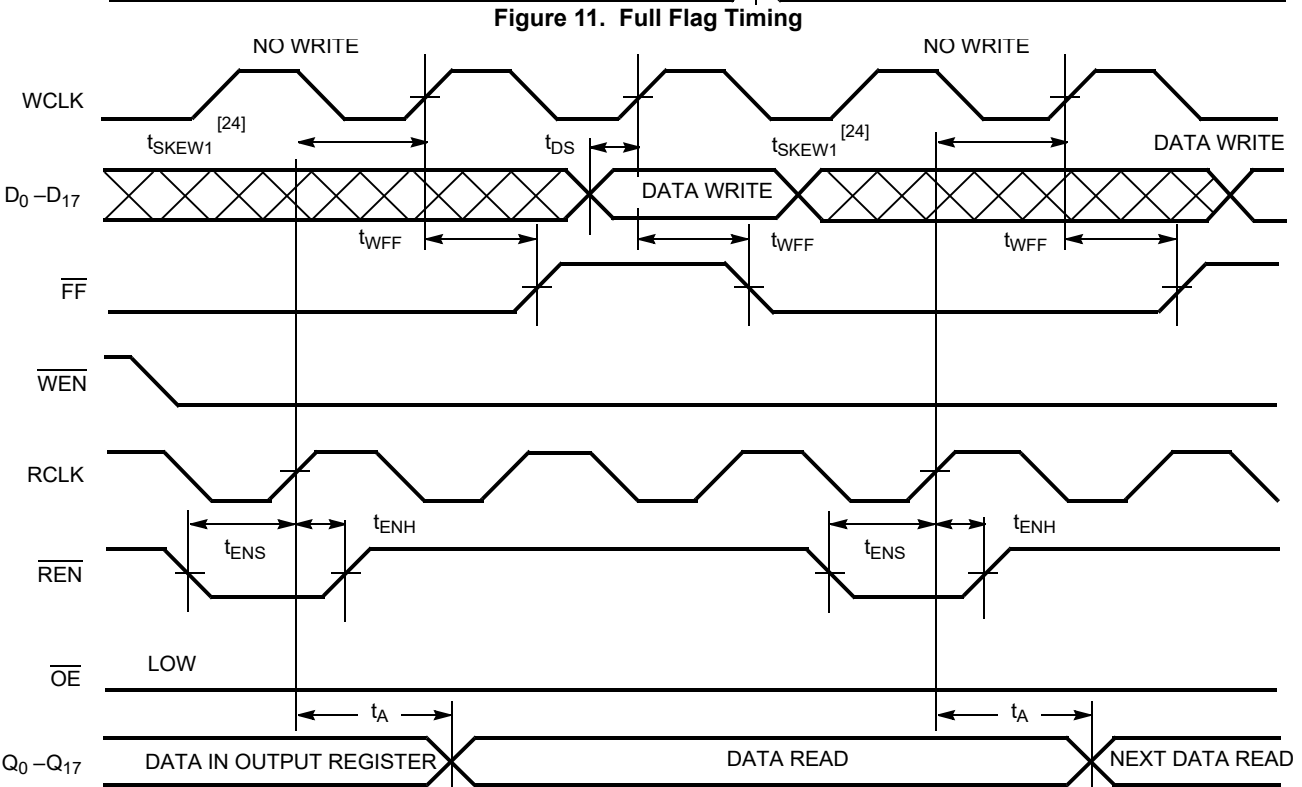 Figure 11. Full Flag Timing
NO WRITE NO WRITE
WCLK
tSKEW1 [24] tDS tSKEW1 [24] DATA WRITE
D0 –D17 DATA WRITE
tWFF tWFF tWFF
FF
WEN
RCLK
tENS tENH tENS tENH
REN
LOW
OE
tA tA
Q0 –Q17 DATA IN OUTPUT REGISTER DATA READ NEXT DATA READ